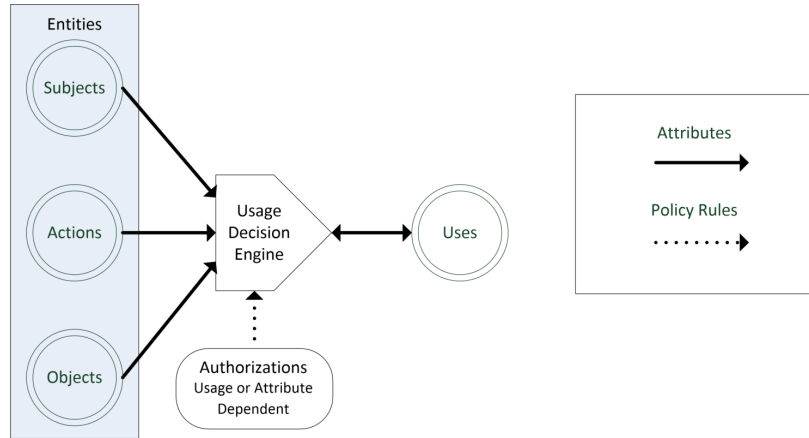 Entities
Subjects
Actions
Objects
Usage
Decision
Engine
Uses
Authorizations
Usage or Attribute
Dependent
Attributes
Policy Rules